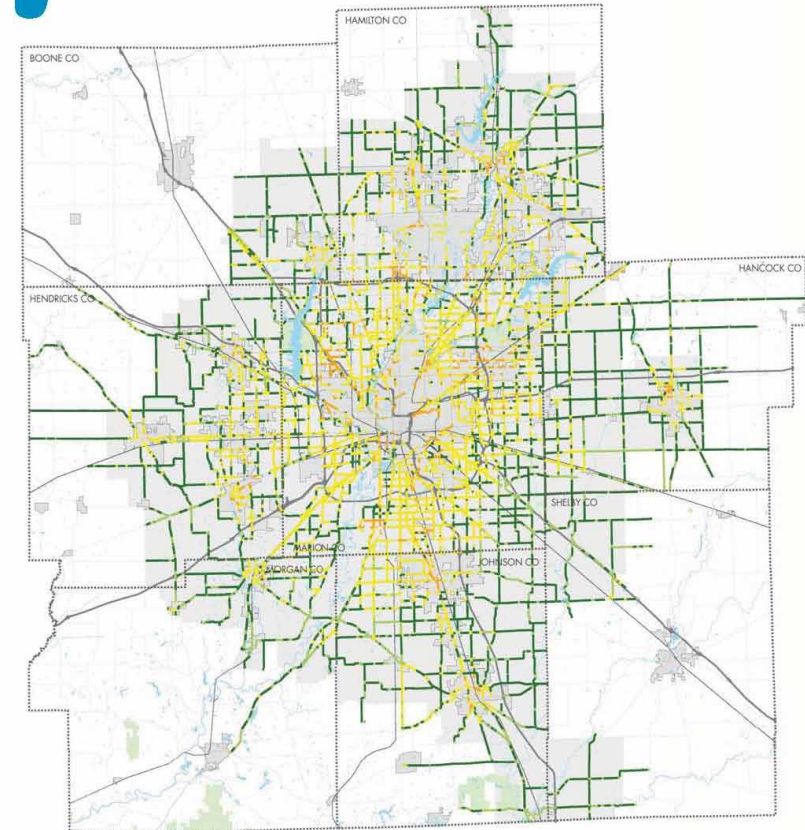 HAMILTON CO
BOONE CO
HANCOCK CO
HENDRICKS CO
SHELBY CO
MARION CO
JOHNSON CO
MORGAN CO